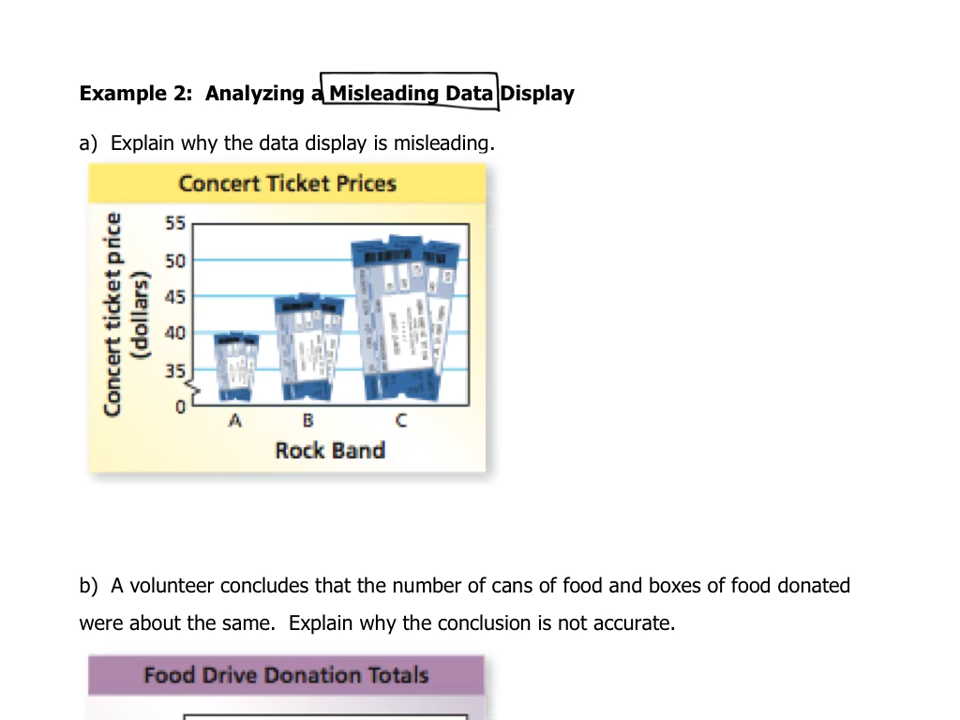 Example 2: Analyzing a Misleading Data Display
a) Explain why the data display is misleading.
Concert Ticket Prices
Concert ticket price
(dollars)
55
50
45
40
35
0
A B C
Rock Band
b) A volunteer concludes that the number of cans of food and boxes of food donated
were about the same. Explain why the conclusion is not accurate.
Food Drive Donation Totals